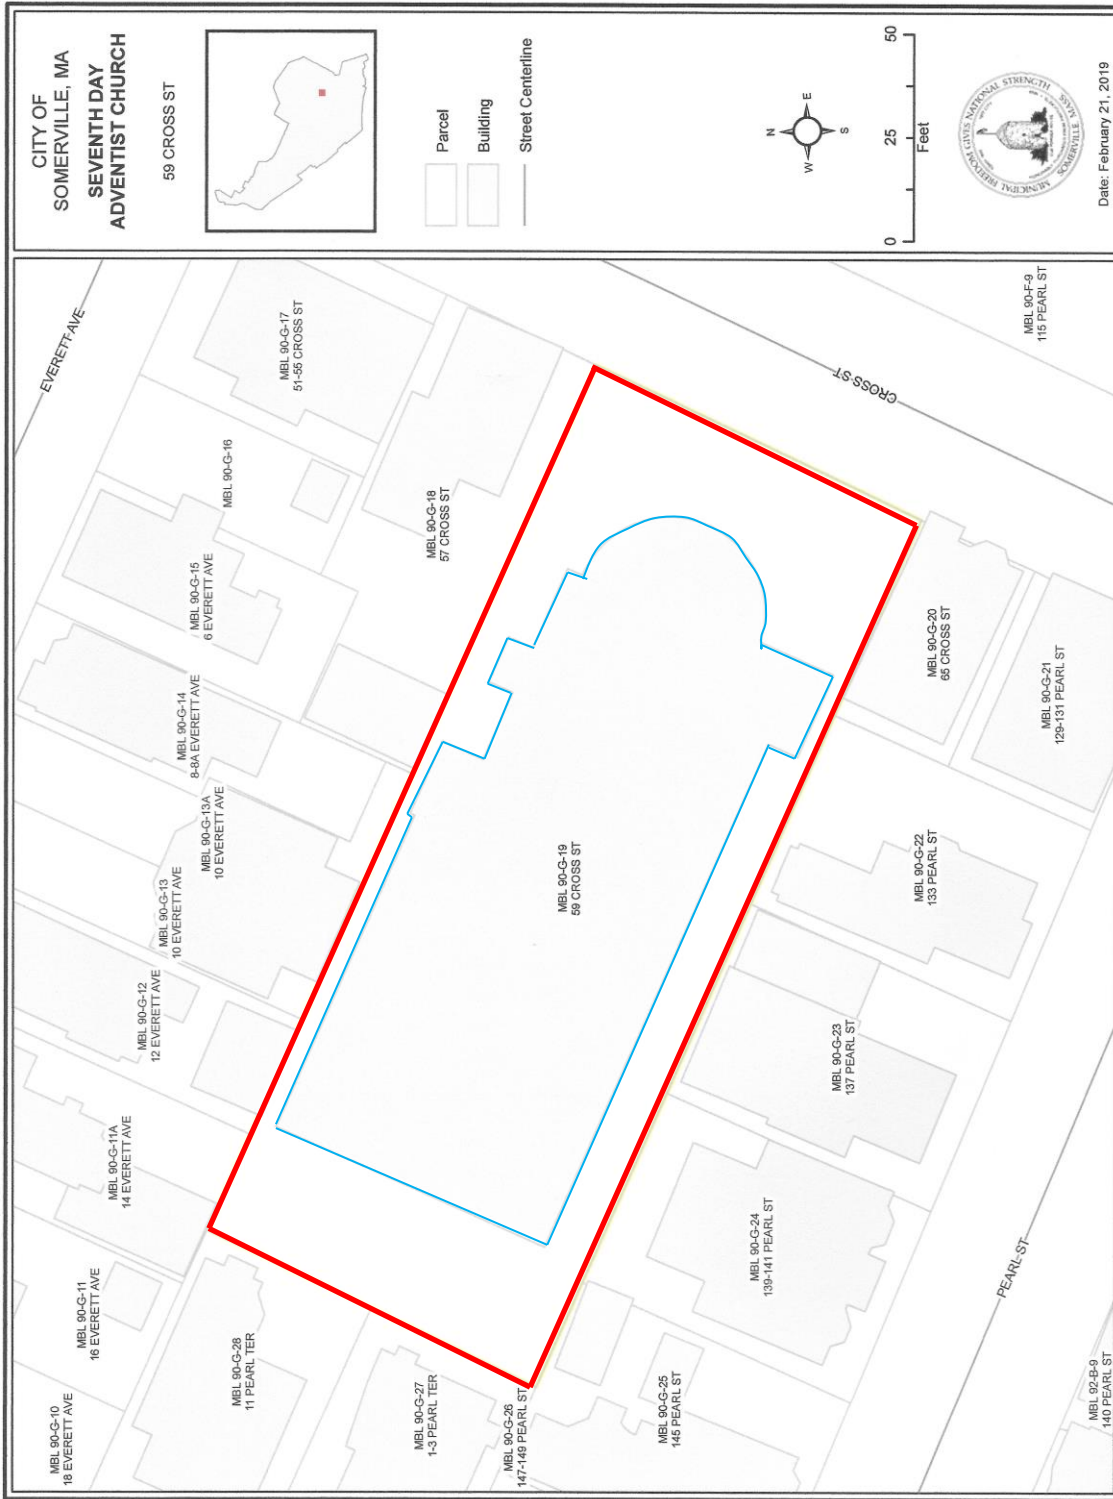 CITY OF
SOMERVILLE, MA
SEVENTH DAY
ADVENTIST CHURCH
59 CROSS ST
Parcel
Building
Street Centerline
N
E
S
W
0
25
50
Feet
MUNICIPAL FREEDOM GIVES NATIONAL STRENGTH
SOMERVILLE, MASS
Date: February 21, 2019
EVERETT AVE
MBL 90-G-17
51-55 CROSS ST
MBL 90-G-16
MBL 90-G-18
57 CROSS ST
MBL 90-G-15
6 EVERETT AVE
MBL 90-G-14
8-8A EVERETT AVE
MBL 90-G-13A
10 EVERETT AVE
MBL 90-G-13
10 EVERETT AVE
MBL 90-G-12
12 EVERETT AVE
MBL 90-G-11A
14 EVERETT AVE
MBL 90-G-11
16 EVERETT AVE
MBL 90-G-10
18 EVERETT AVE
MBL 90-G-28
11 PEARL TER
MBL 90-G-27
1-3 PEARL TER
MBL 90-G-26
147-149 PEARL ST
MBL 90-G-25
145 PEARL ST
MBL 90-G-24
139-141 PEARL ST
MBL 90-G-23
137 PEARL ST
MBL 90-G-22
133 PEARL ST
MBL 90-G-19
59 CROSS ST
MBL 90-G-20
65 CROSS ST
MBL 90-G-21
129-131 PEARL ST
CROSS ST
MBL 90-F-9
115 PEARL ST
PEARL ST
MBL 92-B-9
140 PEARL ST